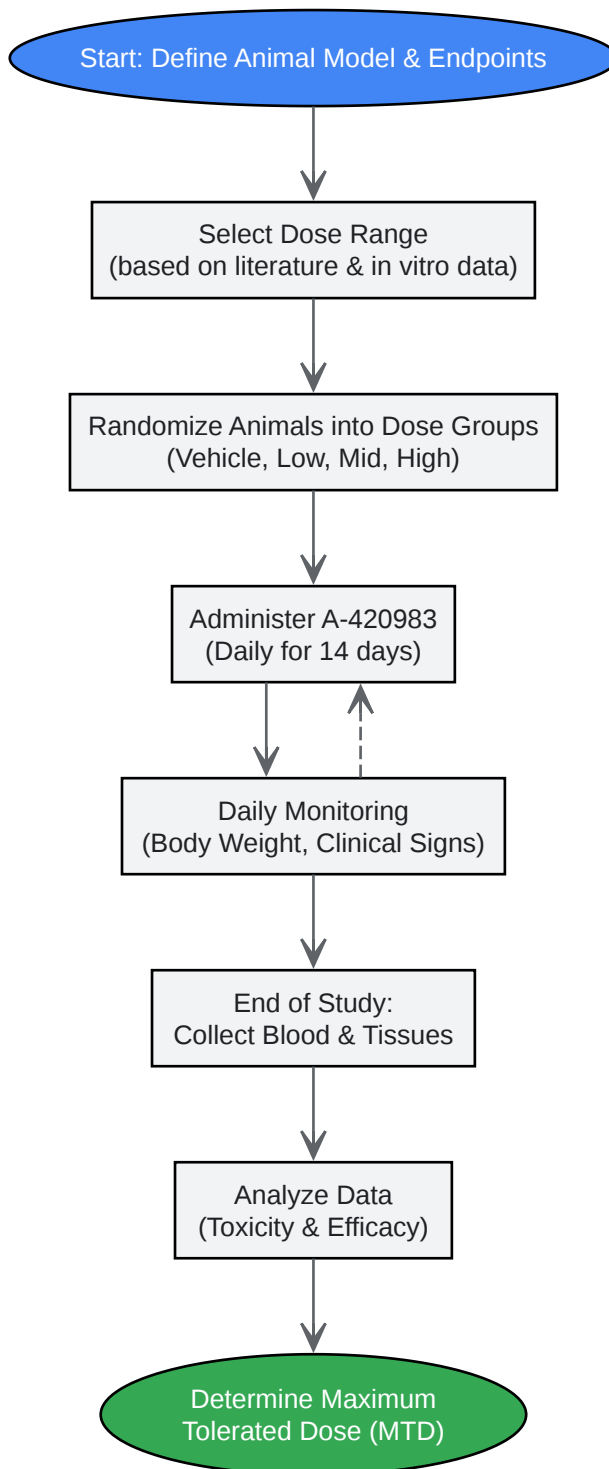 Start: Define Animal Model & Endpoints
Select Dose Range
(based on literature & in vitro data)
Randomize Animals into Dose Groups
(Vehicle, Low, Mid, High)
Administer A-420983
(Daily for 14 days)
Daily Monitoring
(Body Weight, Clinical Signs)
End of Study:
Collect Blood & Tissues
Analyze Data
(Toxicity & Efficacy)
Determine Maximum
Tolerated Dose (MTD)